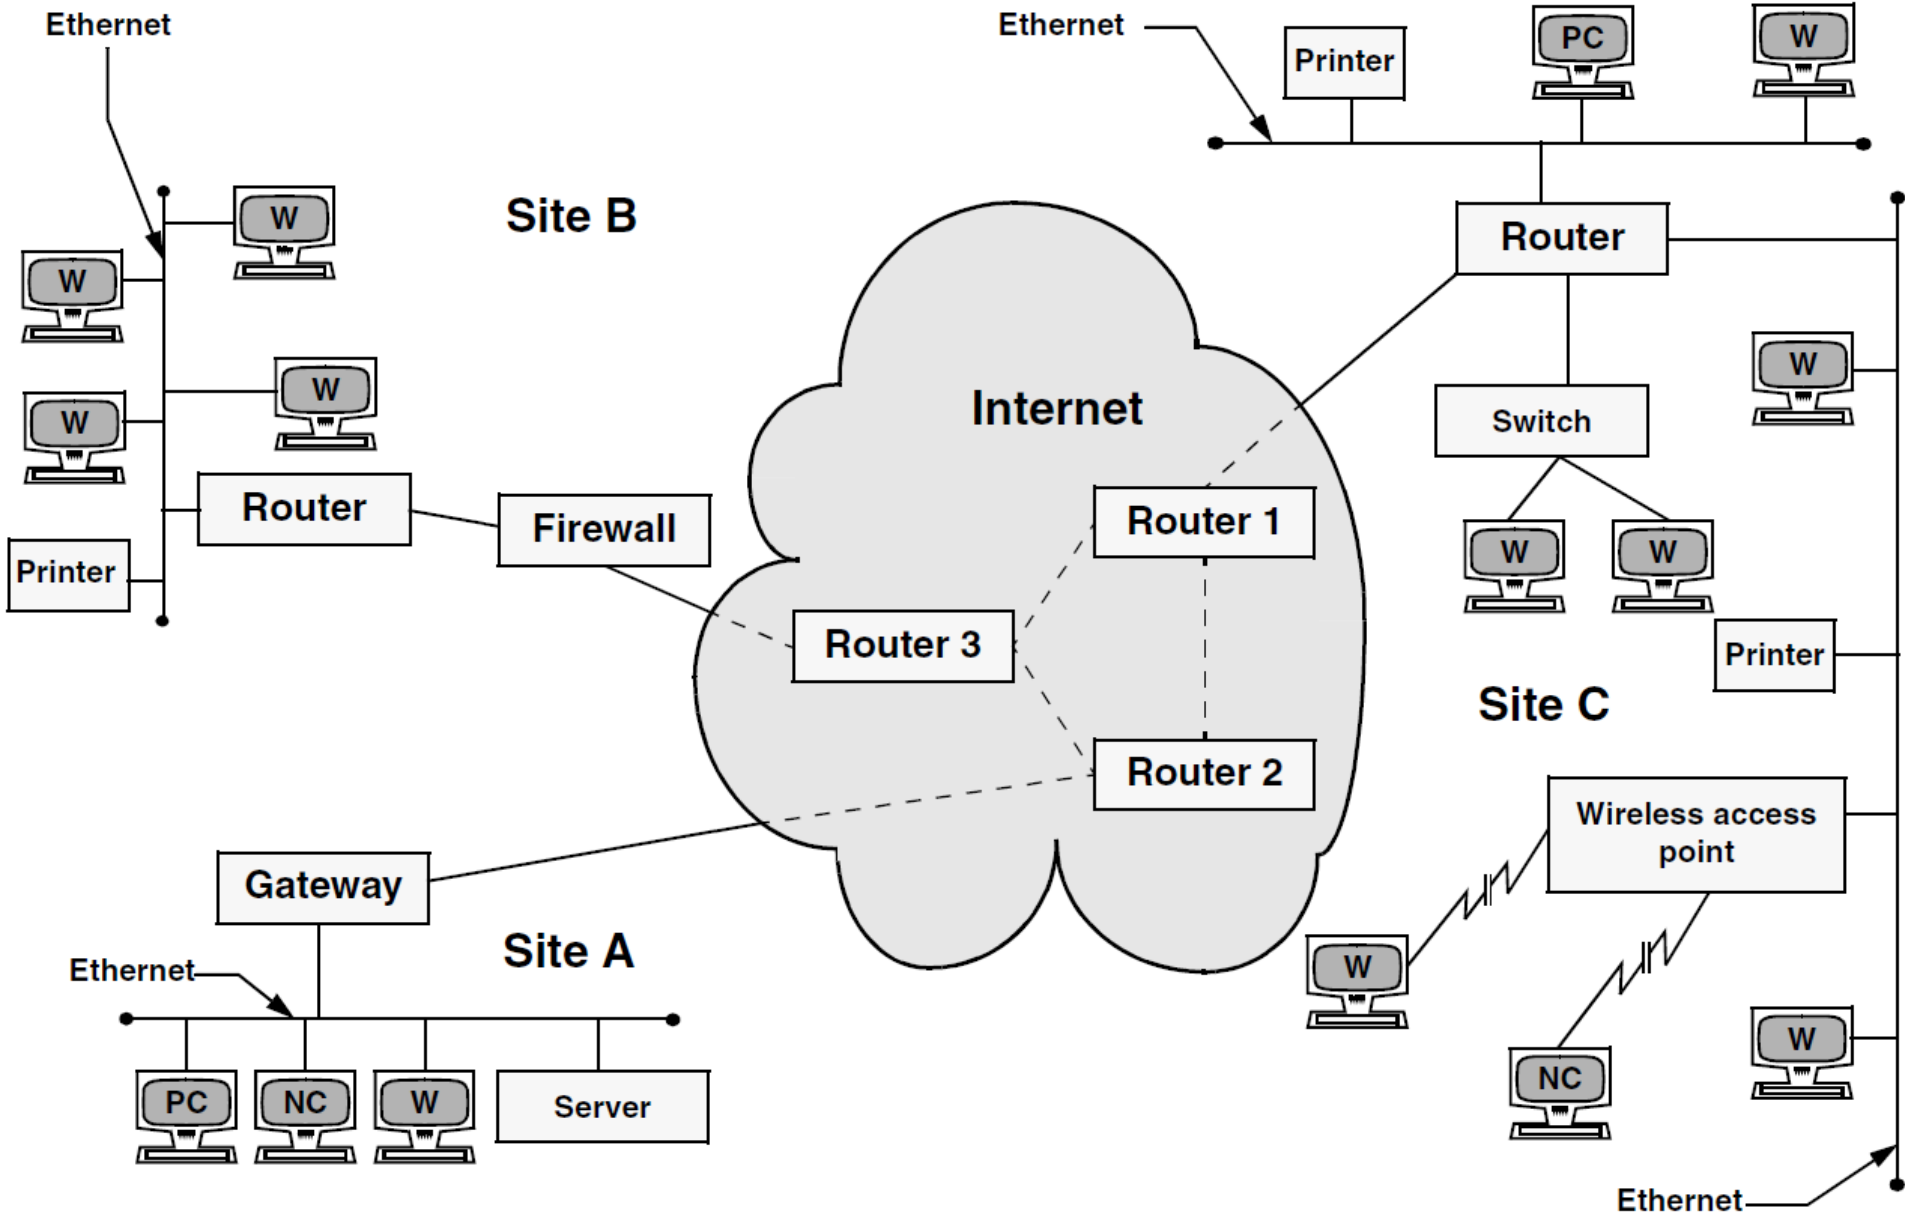 Ethernet
Ethernet
Printer
PC
W
W
Site B
Router
W
W
W
W
Internet
W
Switch
Router
Firewall
Router 1
W
W
Printer
Router 3
Printer
Site C
Router 2
Wireless access
point
Gateway
Site A
Ethernet
W
W
NC
PC
NC
W
Server
Ethernet